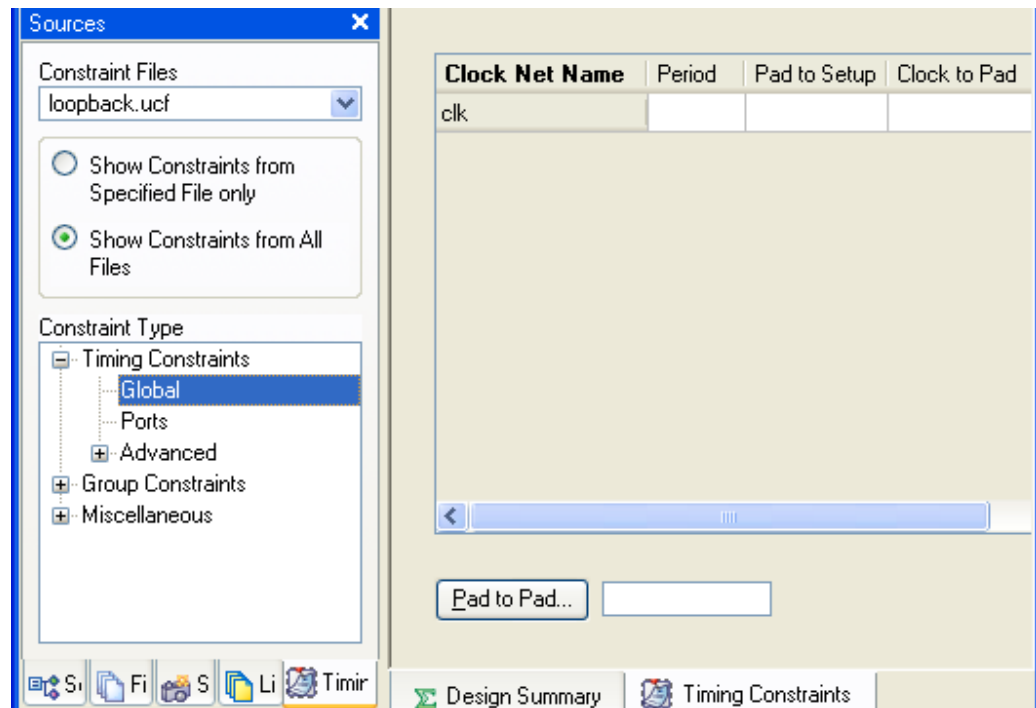 Sources
Constraint Files
loopback.ucf
Show Constraints from
Specified File only
Show Constraints from All
Files
Constraint Type
Timing Constraints
Global
Ports
Advanced
Group Constraints
Miscellaneous
Fi
S
Li
Timir
Clock Net Name Period Pad to Setup Clock to Pad
clk
Pad to Pad...
Design Summary
Timing Constraints